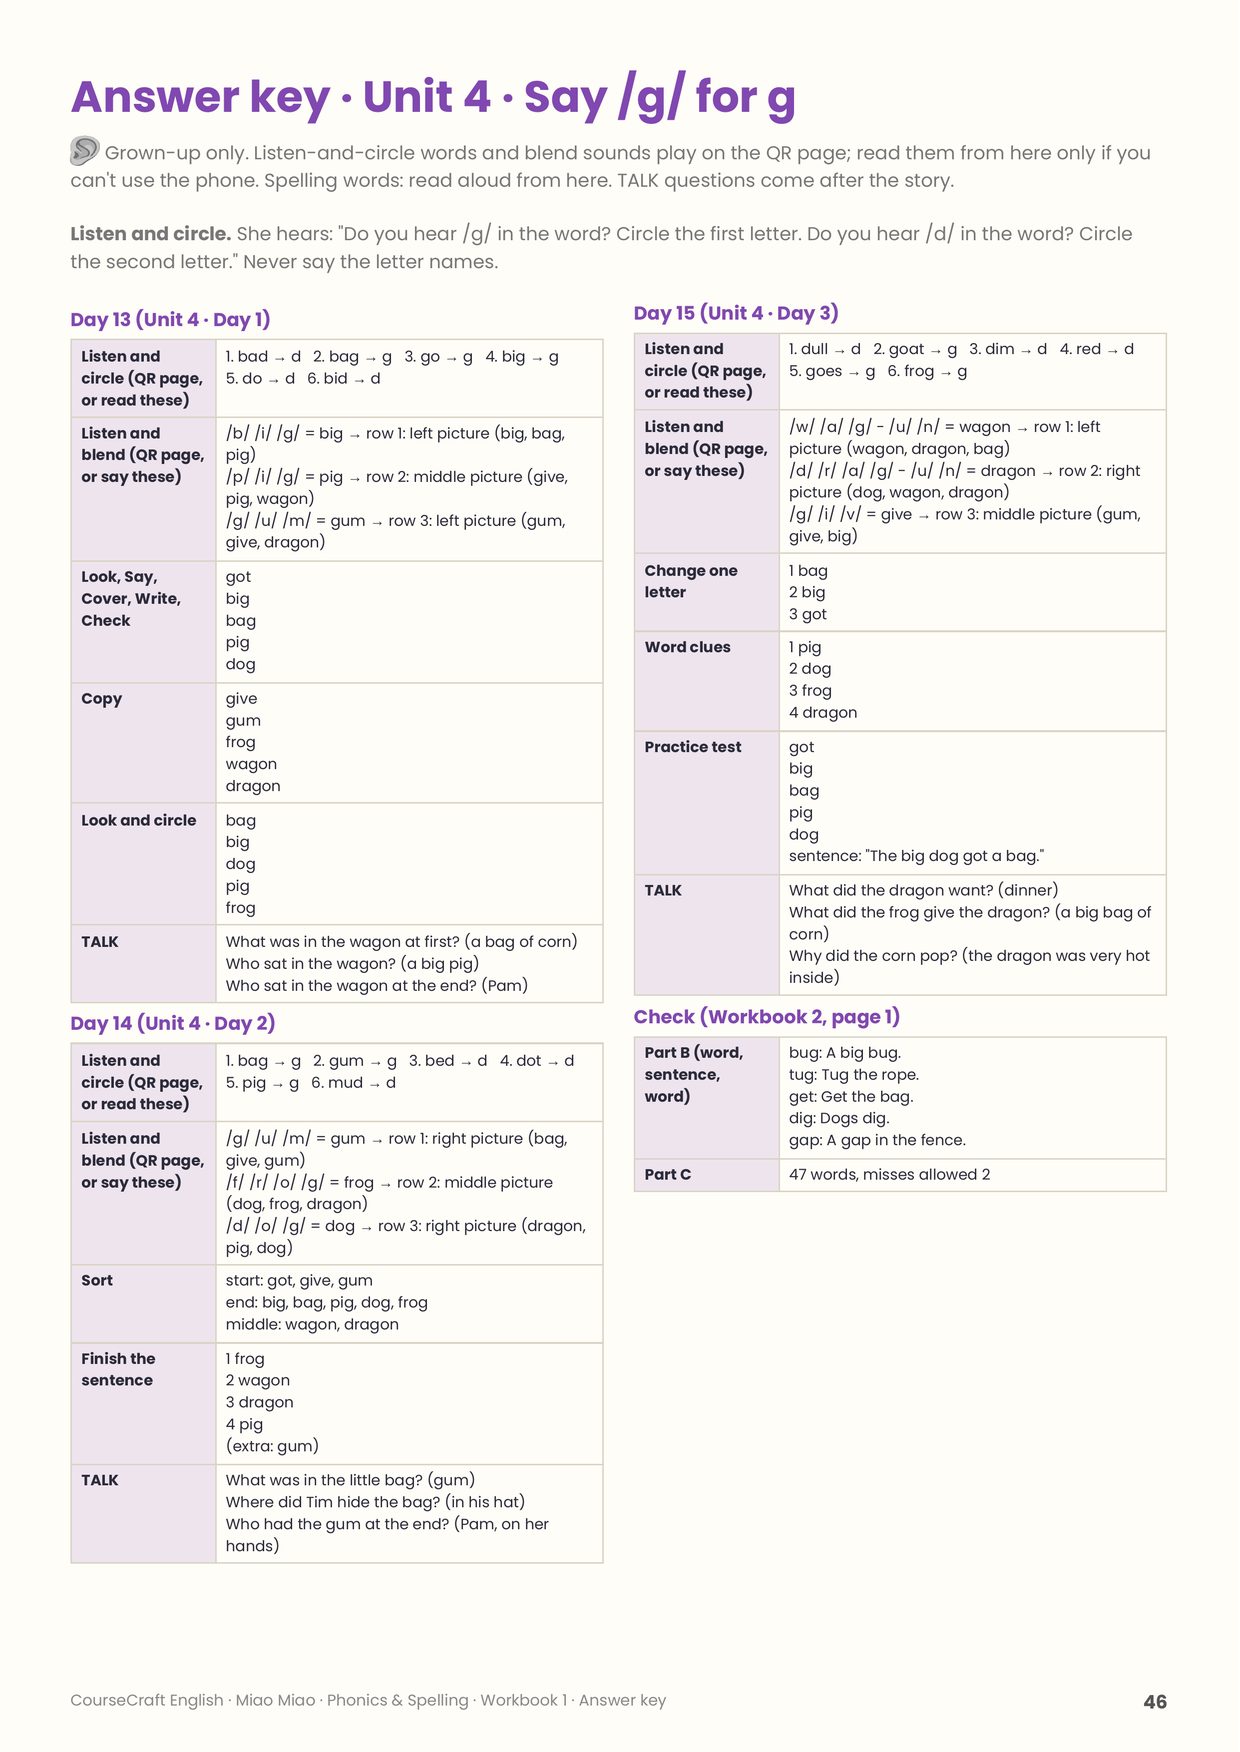 Answer key · Unit 4 · Say /g/ for g
Grown-up only. Listen-and-circle words and blend sounds play on the QR page; read them from here only if you
can't use the phone. Spelling words: read aloud from here. TALK questions come after the story.
Listen and circle. She hears: "Do you hear /g/ in the word? Circle the first letter. Do you hear /d/ in the word? Circle
the second letter." Never say the letter names.
Day 13 (Unit 4 · Day 1)
Listen and
circle (QR page,
or read these)
1. bad → d 2. bag → g 3. go → g 4. big → g
5. do → d 6. bid → d
Listen and
blend (QR page,
or say these)
/b/ /i/ /g/ = big → row 1: left picture (big, bag,
pig)
/p/ /i/ /g/ = pig → row 2: middle picture (give,
pig, wagon)
/g/ /u/ /m/ = gum → row 3: left picture (gum,
give, dragon)
Look, Say,
Cover, Write,
Check
got
big
bag
pig
dog
Copy
give
gum
frog
wagon
dragon
Look and circle
bag
big
dog
pig
frog
TALK
What was in the wagon at first? (a bag of corn)
Who sat in the wagon? (a big pig)
Who sat in the wagon at the end? (Pam)
Day 14 (Unit 4 · Day 2)
Listen and
circle (QR page,
or read these)
1. bag → g 2. gum → g 3. bed → d 4. dot → d
5. pig → g 6. mud → d
Listen and
blend (QR page,
or say these)
/g/ /u/ /m/ = gum → row 1: right picture (bag,
give, gum)
/f/ /r/ /o/ /g/ = frog → row 2: middle picture
(dog, frog, dragon)
/d/ /o/ /g/ = dog → row 3: right picture (dragon,
pig, dog)
Sort
start: got, give, gum
end: big, bag, pig, dog, frog
middle: wagon, dragon
Finish the
sentence
1 frog
2 wagon
3 dragon
4 pig
(extra: gum)
TALK
What was in the little bag? (gum)
Where did Tim hide the bag? (in his hat)
Who had the gum at the end? (Pam, on her
hands)
Day 15 (Unit 4 · Day 3)
Listen and
circle (QR page,
or read these)
1. dull → d 2. goat → g 3. dim → d 4. red → d
5. goes → g 6. frog → g
Listen and
blend (QR page,
or say these)
/w/ /a/ /g/ - /u/ /n/ = wagon → row 1: left
picture (wagon, dragon, bag)
/d/ /r/ /a/ /g/ - /u/ /n/ = dragon → row 2: right
picture (dog, wagon, dragon)
/g/ /i/ /v/ = give → row 3: middle picture (gum,
give, big)
Change one
letter
1 bag
2 big
3 got
Word clues
1 pig
2 dog
3 frog
4 dragon
Practice test
got
big
bag
pig
dog
sentence: "The big dog got a bag."
TALK
What did the dragon want? (dinner)
What did the frog give the dragon? (a big bag of
corn)
Why did the corn pop? (the dragon was very hot
inside)
Check (Workbook 2, page 1)
Part B (word,
sentence,
word)
bug: A big bug.
tug: Tug the rope.
get: Get the bag.
dig: Dogs dig.
gap: A gap in the fence.
Part C
47 words, misses allowed 2
CourseCraft English · Miao Miao · Phonics & Spelling · Workbook 1 · Answer key
46